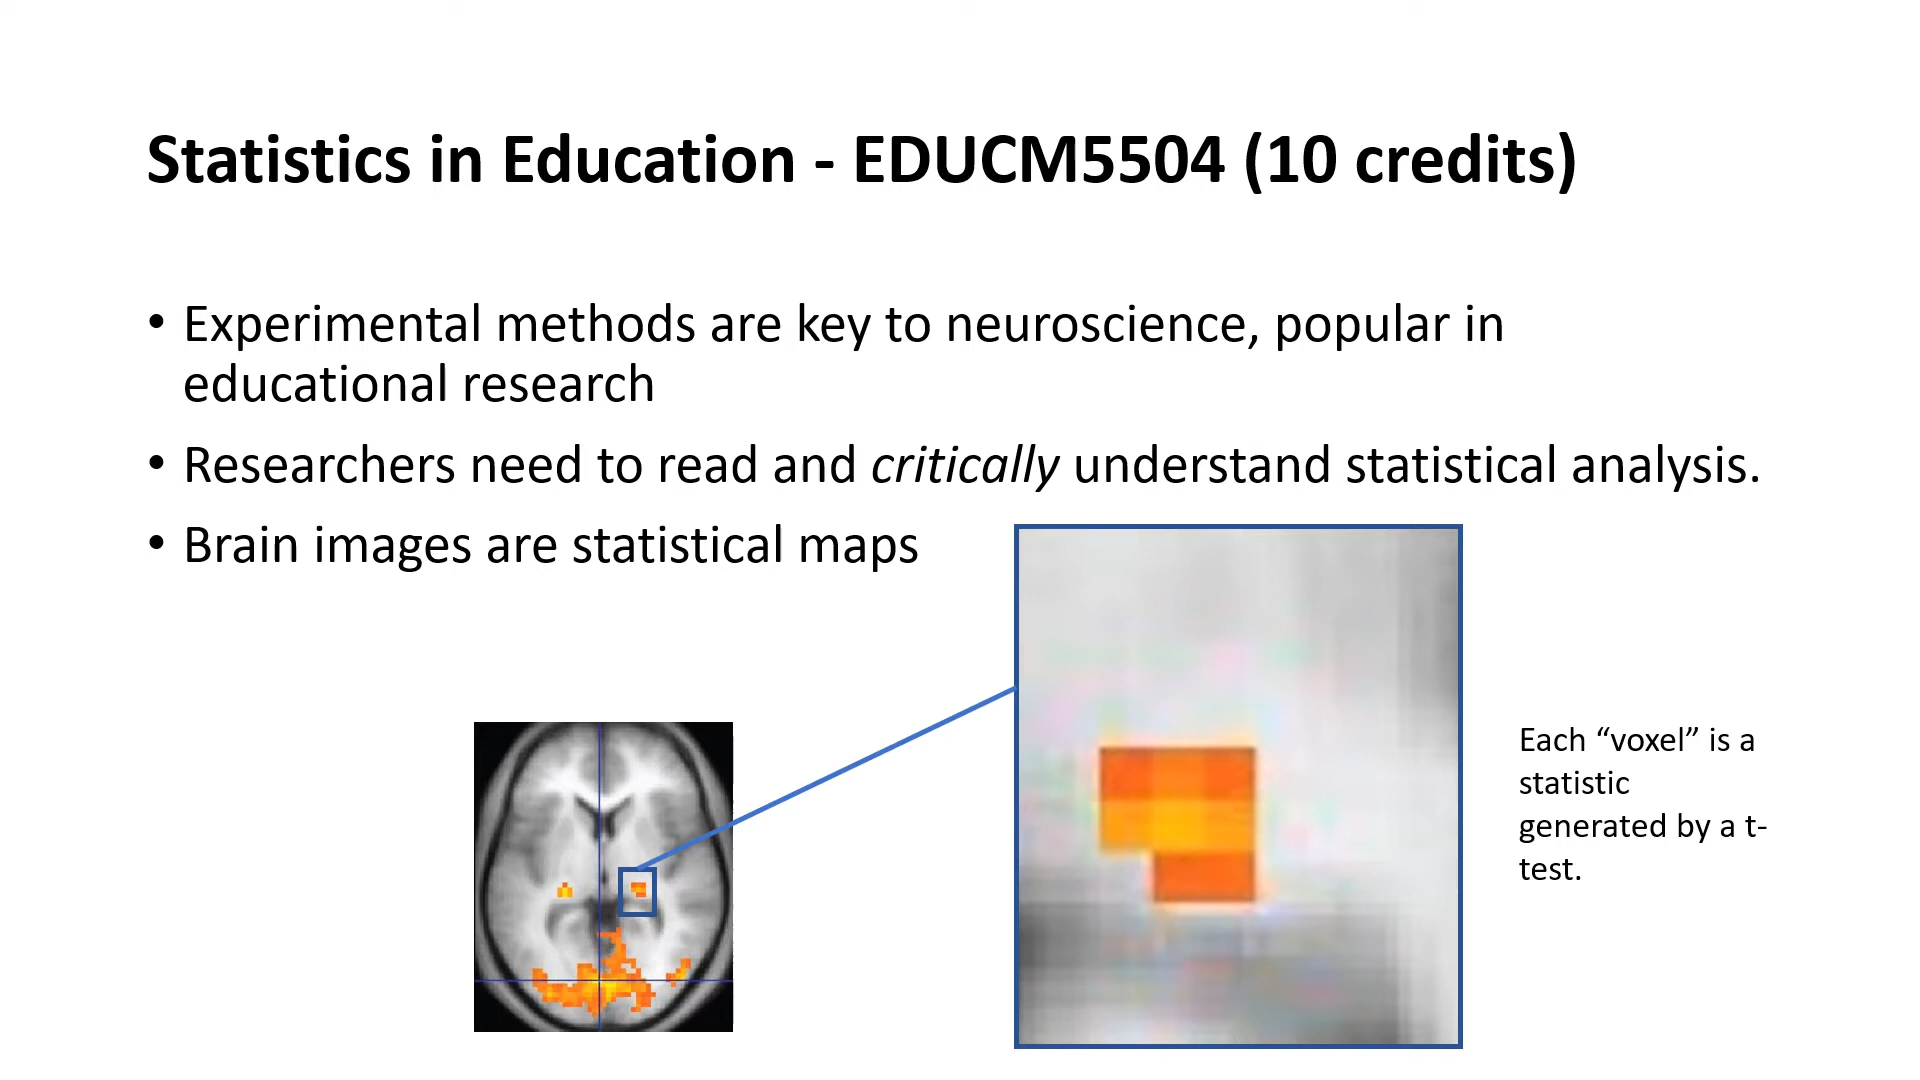 Statistics in Education - EDUCM5504 (10 credits)
• Experimental methods are key to neuroscience, popular in
educational research
• Researchers need to read and critically understand statistical analysis.
• Brain images are statistical maps
Each “voxel” is a
statistic
generated by a t-
test.